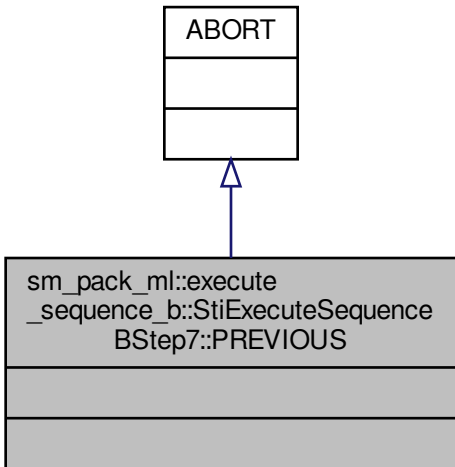 ABORT
sm_pack_ml::execute
_sequence_b::StiExecuteSequence
BStep7::PREVIOUS